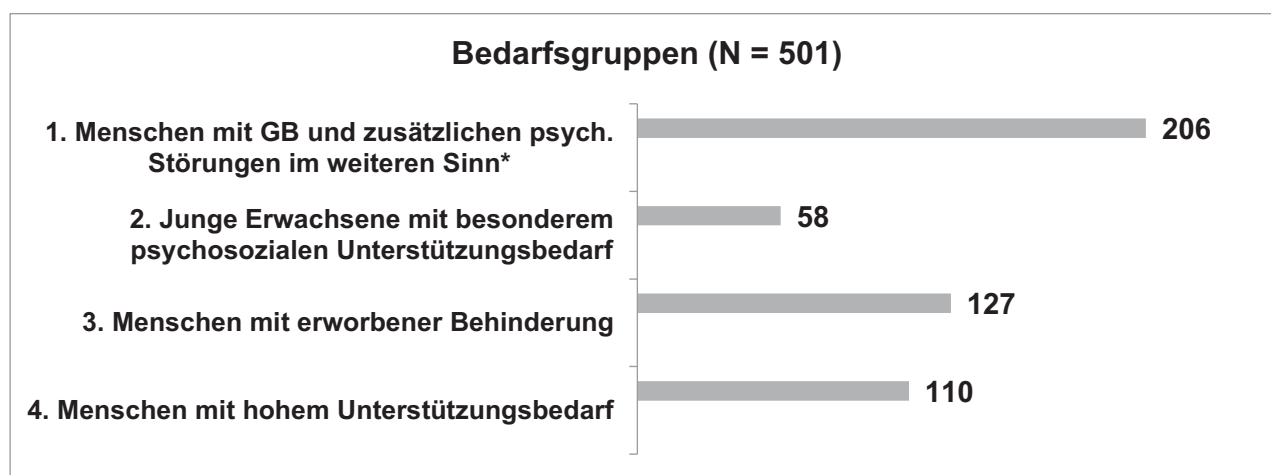 Bedarfsgruppen (N = 501)
1. Menschen mit GB und zusätzlichen psych.
Störungen im weiteren Sinn*
206
2. Junge Erwachsene mit besonderem
psychosozialen Unterstützungsbedarf
58
3. Menschen mit erworbener Behinderung
127
4. Menschen mit hohem Unterstützungsbedarf
110